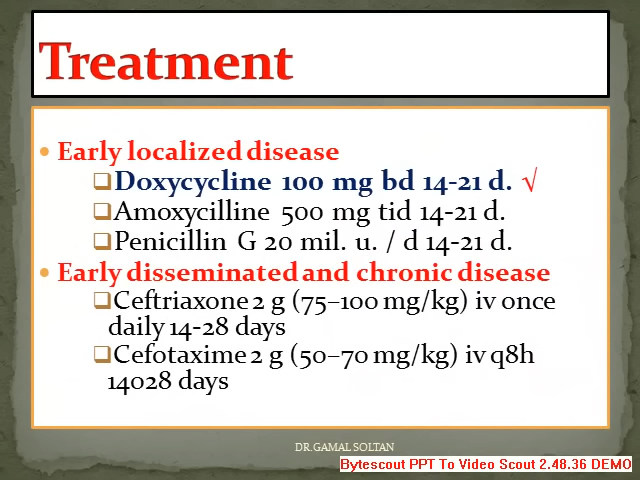 Treatment
Early localized disease
Doxycycline 100 mg bd 14-21 d. √
Amoxycilline 500 mg tid 14-21 d.
Penicillin G 20 mil. u. / d 14-21 d.
Early disseminated and chronic disease
Ceftriaxone 2 g (75–100 mg/kg) iv once
daily 14-28 days
Cefotaxime 2 g (50–70 mg/kg) iv q8h
14028 days
DR.GAMAL SOLTAN
Bytescout PPT To Video Scout 2.48.36 DEMO